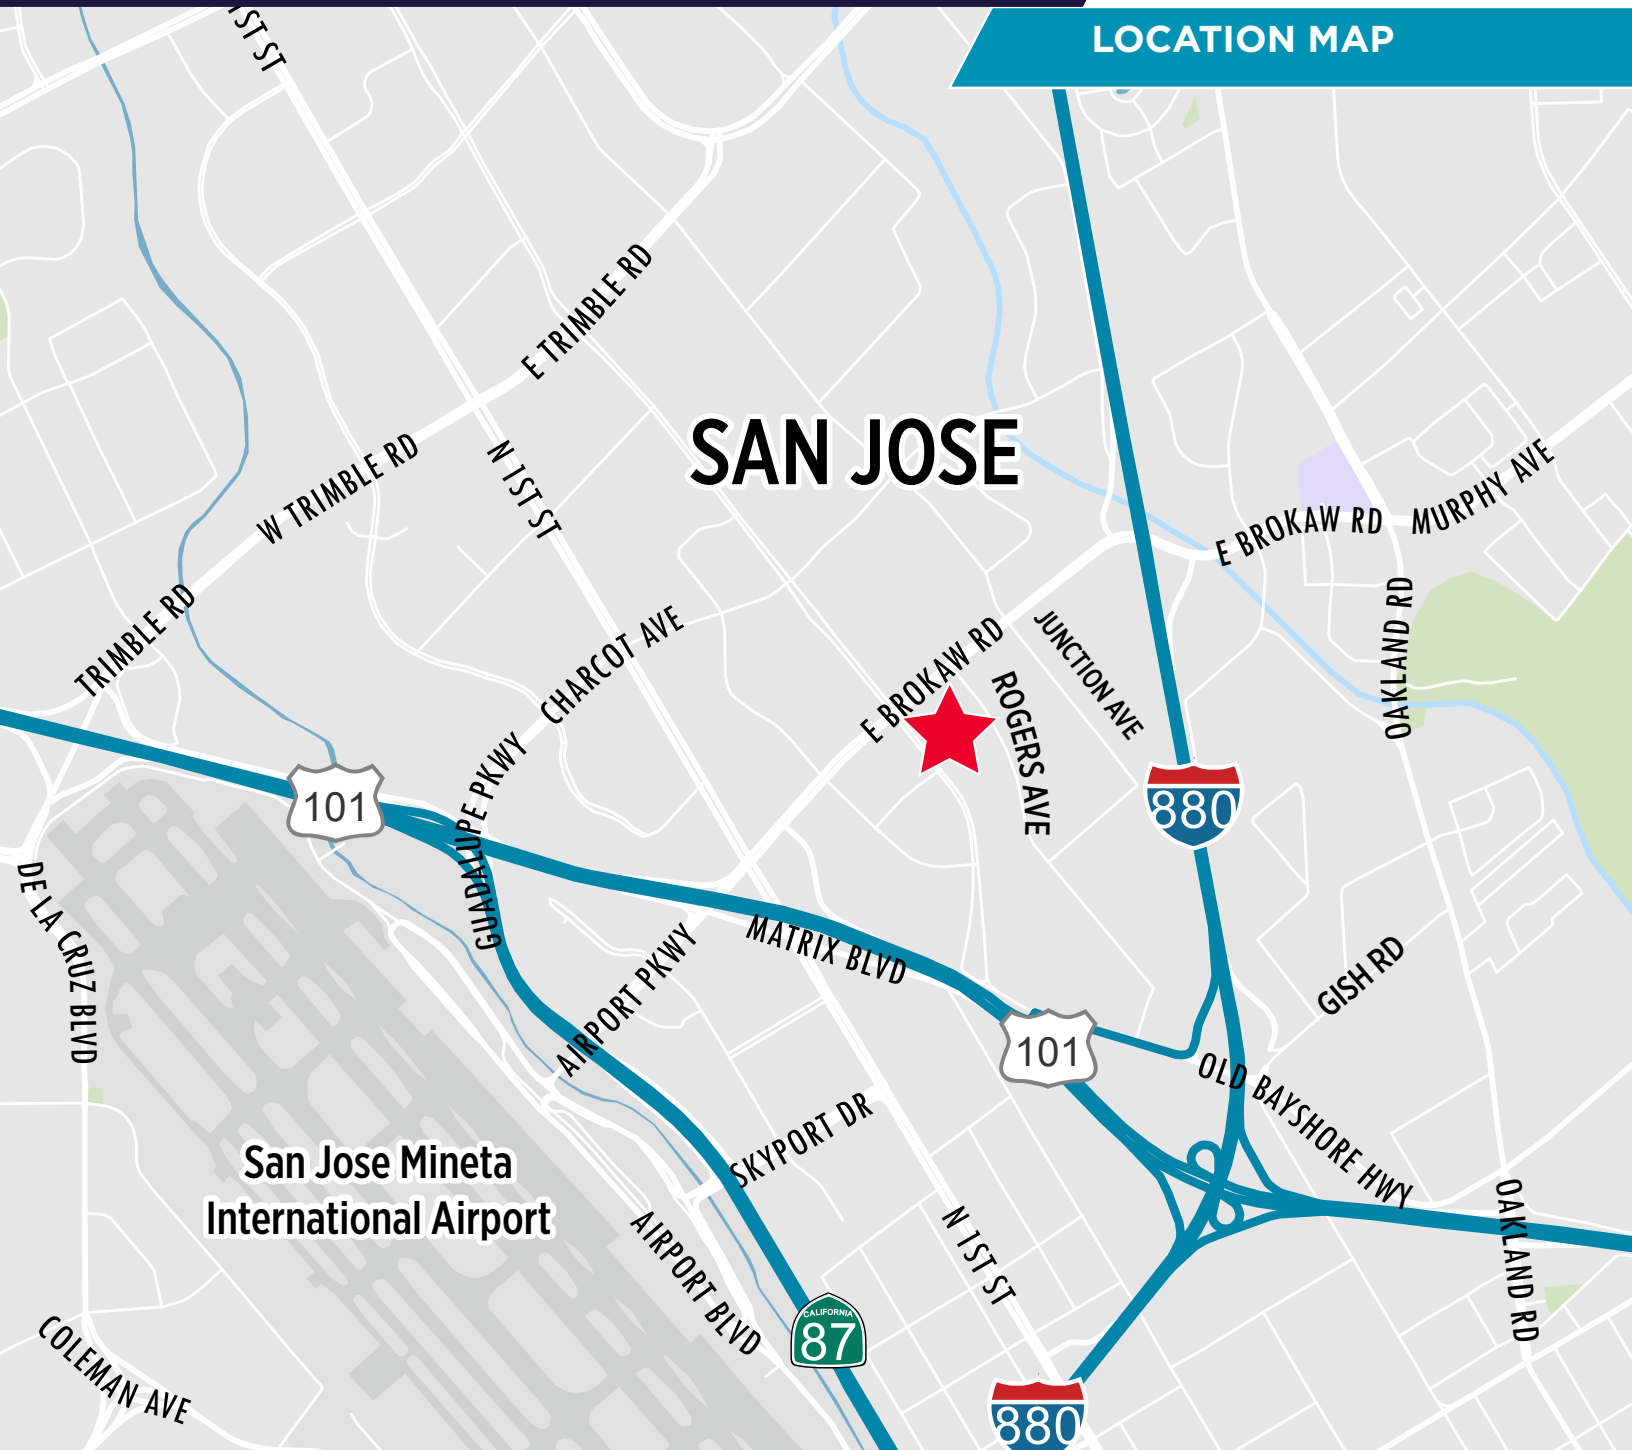 LOCATION MAP
1ST ST
E TRIMBLE RD
SAN JOSE
W TRIMBLE RD
N 1ST ST
E BROKAW RD
MURPHY AVE
TRIMBLE RD
CHARCOT AVE
E BROKAW RD
JUNCTION AVE
OAKLAND RD
ROGERS AVE
GUADALUPE PKWY
101
880
DE LA CRUZ BLVD
MATRIX BLVD
AIRPORT PKWY
GISH RD
101
OLD BAYSHORE HWY
SKYPORT DR
San Jose Mineta
International Airport
AIRPORT BLVD
N 1ST ST
OAKLAND RD
CALIFORNIA
87
COLEMAN AVE
880